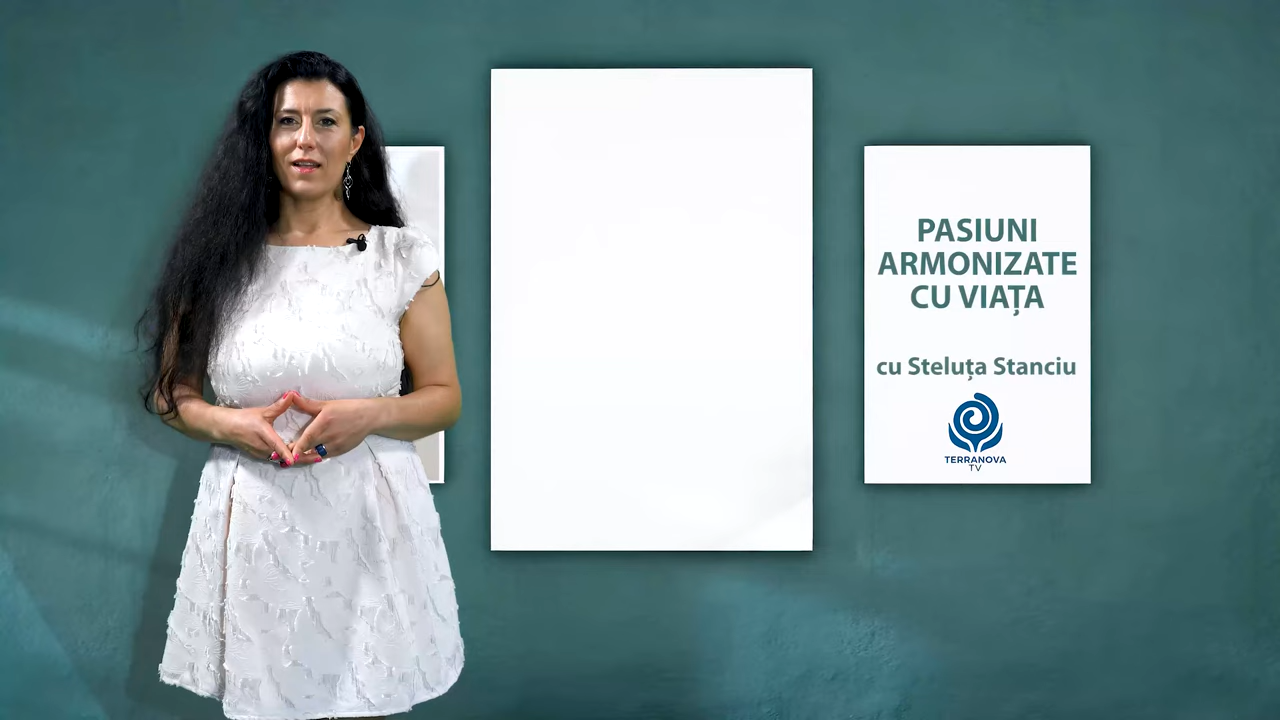 PASIUNI
ARMONIZATE
CU VIAȚA
cu Steluța Stanciu
TERRANOVA
TV